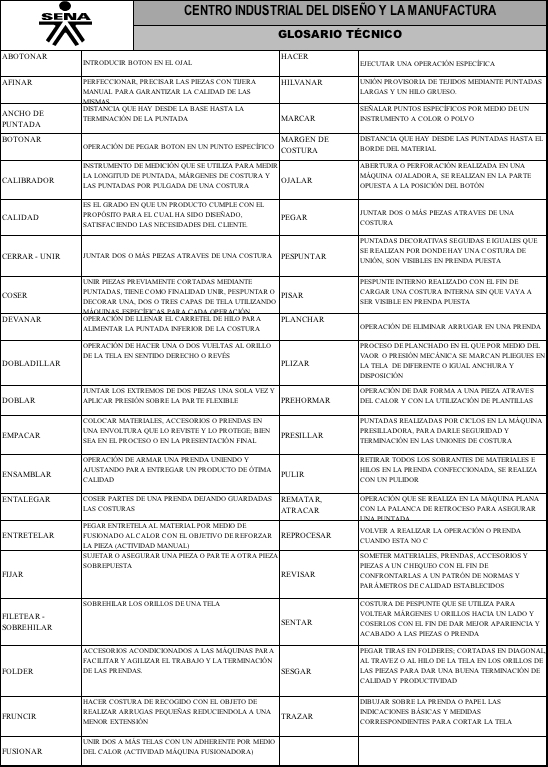 SENA
CENTRO INDUSTRIAL DEL DISEÑO Y LA MANUFACTURA
GLOSARIO TÉCNICO
ABOTONAR
INTRODUCIR BOTON EN EL OJAL
HACER
EJECUTAR UNA OPERACIÓN ESPECÍFICA
AFINAR
PERFECCIONAR, PRECISAR LAS PIEZAS CON TIJERA
MANUAL PARA GARANTIZAR LA CALIDAD DE LAS
MISMAS
HILVANAR
UNIÓN PROVISORIA DE TEJIDOS MEDIANTE PUNTADAS
LARGAS Y UN HILO GRUESO.
ANCHO DE
PUNTADA
DISTANCIA QUE HAY DESDE LA BASE HASTA LA
TERMINACIÓN DE LA PUNTADA
MARCAR
SEÑALAR PUNTOS ESPECÍFICOS POR MEDIO DE UN
INSTRUMENTO A COLOR O POLVO
BOTONAR
OPERACIÓN DE PEGAR BOTON EN UN PUNTO ESPECÍFICO
MARGEN DE
COSTURA
DISTANCIA QUE HAY DESDE LAS PUNTADAS HASTA EL
BORDE DEL MATERIAL
CALIBRADOR
INSTRUMENTO DE MEDICIÓN QUE SE UTILIZA PARA MEDIR
LA LONGITUD DE PUNTADA, MÁRGENES DE COSTURA Y
LAS PUNTADAS POR PULGADA DE UNA COSTURA
OJALAR
ABERTURA O PERFORACIÓN REALIZADA EN UNA
MÁQUINA OJALADORA, SE REALIZAN EN LA PARTE
OPUESTA A LA POSICIÓN DEL BOTÓN
CALIDAD
ES EL GRADO EN QUE UN PRODUCTO CUMPLE CON EL
PROPÓSITO PARA EL CUAL HA SIDO DISEÑADO,
SATISFACIENDO LAS NECESIDADES DEL CLIENTE.
PEGAR
JUNTAR DOS O MÁS PIEZAS ATRAVES DE UNA
COSTURA
CERRAR - UNIR
JUNTAR DOS O MÁS PIEZAS ATRAVES DE UNA COSTURA
PESPUNTAR
PUNTADAS DECORATIVAS SEGUIDAS E IGUALES QUE
SE REALIZAN POR DONDE HAY UNA COSTURA DE
UNIÓN, SON VISIBLES EN PRENDA PUESTA
COSER
UNIR PIEZAS PREVIAMENTE CORTADAS MEDIANTE
PUNTADAS, TIENE COMO FINALIDAD UNIR, PESPUNTAR O
DECORAR UNA, DOS O TRES CAPAS DE TELA UTILIZANDO
MÁQUINAS ESPECÍFICAS PARA CADA OPERACIÓN
PISAR
PESPUNTE INTERNO REALIZADO CON EL FIN DE
CARGAR UNA COSTURA INTERNA SIN QUE VAYA A
SER VISIBLE EN PRENDA PUESTA
DEVANAR
OPERACIÓN DE LLENAR EL CARRETEL DE HILO PARA
ALIMENTAR LA PUNTADA INFERIOR DE LA COSTURA
PLANCHAR
OPERACIÓN DE ELIMINAR ARRUGAR EN UNA PRENDA
DOBLADILLAR
OPERACIÓN DE HACER UNA O DOS VUELTAS AL ORILLO
DE LA TELA EN SENTIDO DERECHO O REVÉS
PLIZAR
PROCESO DE PLANCHADO EN EL QUE POR MEDIO DEL
VAOR O PRESIÓN MECÁNICA SE MARCAN PLIEGUES EN
LA TELA DE DIFERENTE O IGUAL ANCHURA Y
DISPOSICIÓN
DOBLAR
JUNTAR LOS EXTREMOS DE DOS PIEZAS UNA SOLA VEZ Y
APLICAR PRESIÓN SOBRE LA PARTE FLEXIBLE
PREHORMAR
OPERACIÓN DE DAR FORMA A UNA PIEZA ATRAVES
DEL CALOR Y CON LA UTILIZACIÓN DE PLANTILLAS
EMPACAR
COLOCAR MATERIALES, ACCESORIOS O PRENDAS EN
UNA ENVOLTURA QUE LO REVISTE Y LO PROTEGE, BIEN
SEA EN EL PROCESO O EN LA PRESENTACIÓN FINAL
PRESILLAR
PUNTADAS REALIZADAS POR CICLOS EN LA MÁQUINA
PRESILLADORA, PARA DARLE SEGURIDAD Y
TERMINACIÓN EN LAS UNIONES DE COSTURA
ENSAMBLAR
OPERACIÓN DE ARMAR UNA PRENDA UNIENDO Y
AJUSTANDO PARA ENTREGAR UN PRODUCTO DE ÓTIMA
CALIDAD
PULIR
RETIRAR TODOS LOS SOBRANTES DE MATERIALES E
HILOS EN LA PRENDA CONFECCIONADA, SE REALIZA
CON UN PULIDOR
ENTALEGAR
COSER PARTES DE UNA PRENDA DEJANDO GUARDADAS
LAS COSTURAS
REMATAR,
ATRACAR
OPERACIÓN QUE SE REALIZA EN LA MÁQUINA PLANA
CON LA PALANCA DE RETROCESO PARA ASEGURAR
UNA PUNTADA
ENTRETELAR
PEGAR ENTRETELA AL MATERIAL POR MEDIO DE
FUSIONADO AL CALOR CON EL OBJETIVO DE REFORZAR
LA PIEZA (ACTIVIDAD MANUAL)
REPROCESAR
VOLVER A REALIZAR LA OPERACIÓN O PRENDA
CUANDO ESTA NO C
FIJAR
SUJETAR O ASEGURAR UNA PIEZA O PARTE A OTRA PIEZA
SOBREPUESTA
REVISAR
SOMETER MATERIALES, PRENDAS, ACCESORIOS Y
PIEZAS A UN CHEQUEO CON EL FIN DE
CONFRONTARLAS A UN PATRÓN DE NORMAS Y
PARÁMETROS DE CALIDAD ESTABLECIDOS
FILETEAR -
SOBREHILAR
SOBREHILAR LOS ORILLOS DE UNA TELA
SENTAR
COSTURA DE PESPUNTE QUE SE UTILIZA PARA
VOLTEAR MÁRGENES U ORILLOS HACIA UN LADO Y
COSERLOS CON EL FIN DE DAR MEJOR APARIENCIA Y
ACABADO A LAS PIEZAS O PRENDA
FOLDER
ACCESORIOS ACONDICIONADOS A LAS MÁQUINAS PARA
FACILITAR Y AGILIZAR EL TRABAJO Y LA TERMINACIÓN
DE LAS PRENDAS.
SESGAR
PEGAR TIRAS EN FOLDERES; CORTADAS EN DIAGONAL,
AL TRAVEZ O AL HILO DE LA TELA EN LOS ORILLOS DE
LAS PIEZAS PARA DAR UNA BUENA TERMINACIÓN DE
CALIDAD Y PRODUCTIVIDAD
FRUNCIR
HACER COSTURA DE RECOGIDO CON EL OBJETO DE
REALIZAR ARRUGAS PEQUEÑAS REDUCIENDOLA A UNA
MENOR EXTENSIÓN
TRAZAR
DIBUJAR SOBRE LA PRENDA O PAPEL LAS
INDICACIONES BÁSICAS Y MEDIDAS
CORRESPONDIENTES PARA CORTAR LA TELA
FUSIONAR
UNIR DOS A MÁS TELAS CON UN ADHERENTE POR MEDIO
DEL CALOR (ACTIVIDAD MÁQUINA FUSIONADORA)